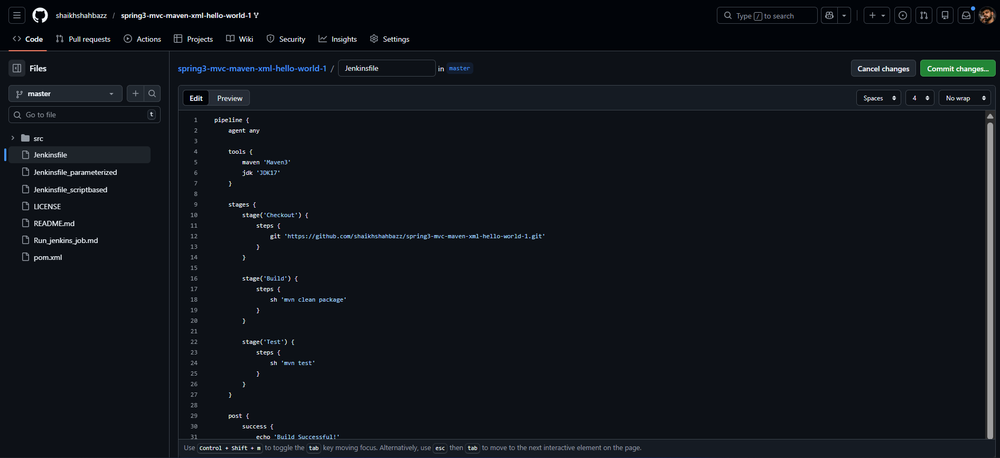 shaikhshahbazz / spring3-mvc-maven-xml-hello-world-1
Type / to search
Code Pull requests Actions Projects Wiki Security Insights Settings
Files
master
Go to file t
src
Jenkinsfile
Jenkinsfile_parameterized
Jenkinsfile_scriptbased
LICENSE
README.md
Run_jenkins_job.md
pom.xml
spring3-mvc-maven-xml-hello-world-1 / Jenkinsfile in master
Cancel changes Commit changes...
Edit Preview
Spaces 4 No wrap
1 pipeline {
2 agent any
3
4 tools {
5 maven 'Maven3'
6 jdk 'JDK17'
7 }
8
9 stages {
10 stage('Checkout') {
11 steps {
12 git 'https://github.com/shaikhshahbazz/spring3-mvc-maven-xml-hello-world-1.git'
13 }
14 }
15
16 stage('Build') {
17 steps {
18 sh 'mvn clean package'
19 }
20 }
21
22 stage('Test') {
23 steps {
24 sh 'mvn test'
25 }
26 }
27 }
28
29 post {
30 success {
31 echo 'Build Successful!'
Use Control + Shift + m to toggle the tab key moving focus. Alternatively, use esc then tab to move to the next interactive element on the page.